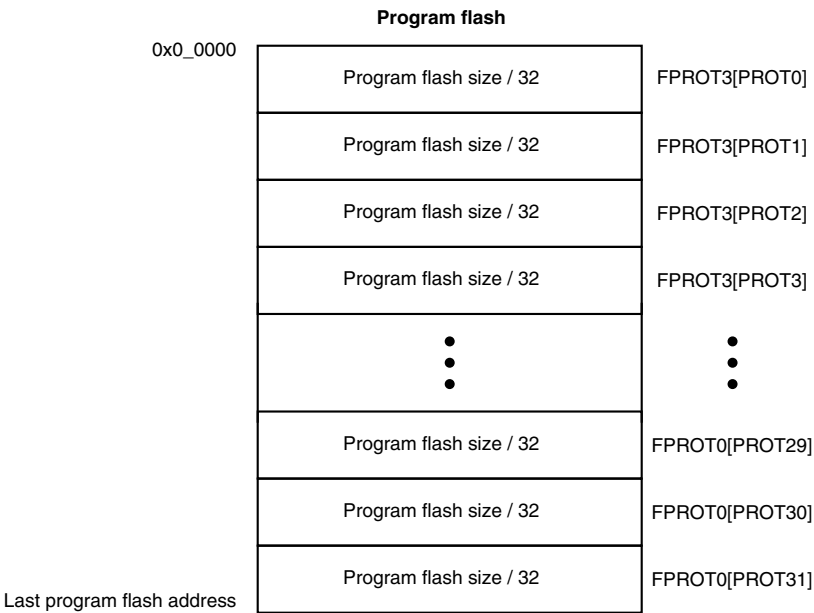 Program flash
0x0_0000
Program flash size / 32 FPROT3[PROT0]
Program flash size / 32 FPROT3[PROT1]
Program flash size / 32 FPROT3[PROT2]
Program flash size / 32 FPROT3[PROT3]
Program flash size / 32 FPROT0[PROT29]
Program flash size / 32 FPROT0[PROT30]
Program flash size / 32 FPROT0[PROT31]
Last program flash address